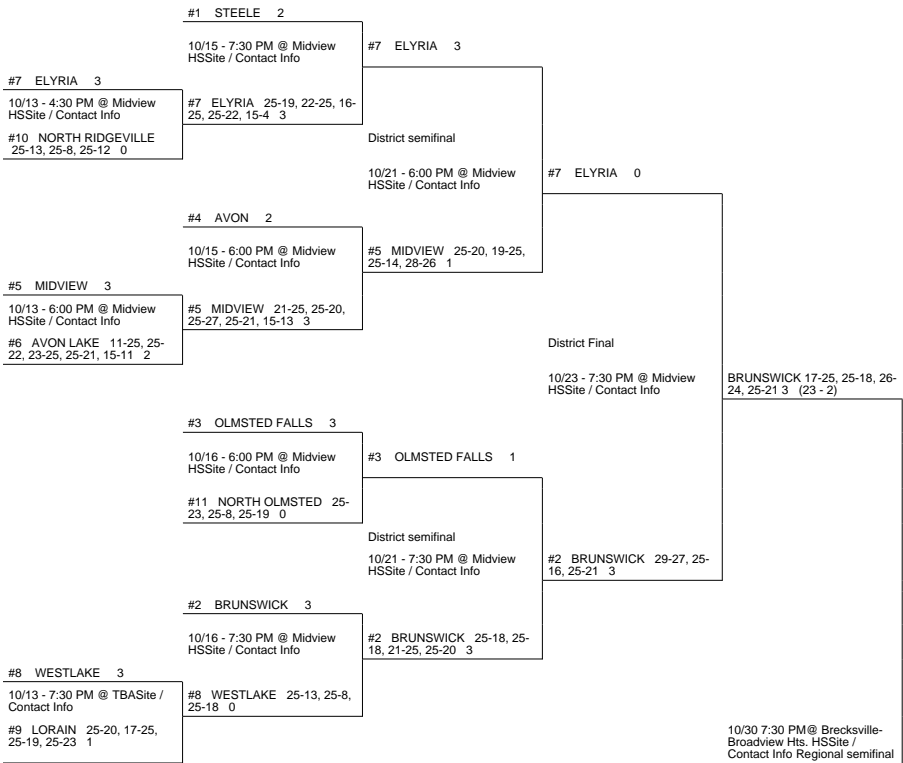 #1 STEELE 2
10/15 - 7:30 PM @ Midview
HSSite / Contact Info
#7 ELYRIA 3
#7 ELYRIA 3
10/13 - 4:30 PM @ Midview
HSSite / Contact Info
#7 ELYRIA 25-19, 22-25, 16-
25, 25-22, 15-4 3
#10 NORTH RIDGEVILLE
25-13, 25-8, 25-12 0
District semifinal
10/21 - 6:00 PM @ Midview
HSSite / Contact Info
#7 ELYRIA 0
#4 AVON 2
10/15 - 6:00 PM @ Midview
HSSite / Contact Info
#5 MIDVIEW 25-20, 19-25,
25-14, 28-26 1
#5 MIDVIEW 3
10/13 - 6:00 PM @ Midview
HSSite / Contact Info
#5 MIDVIEW 21-25, 25-20,
25-27, 25-21, 15-13 3
#6 AVON LAKE 11-25, 25-
22, 23-25, 25-21, 15-11 2
District Final
10/23 - 7:30 PM @ Midview
HSSite / Contact Info
BRUNSWICK 17-25, 25-18, 26-
24, 25-21 3 (23 - 2)
#3 OLMSTED FALLS 3
10/16 - 6:00 PM @ Midview
HSSite / Contact Info
#3 OLMSTED FALLS 1
#11 NORTH OLMSTED 25-
23, 25-8, 25-19 0
District semifinal
10/21 - 7:30 PM @ Midview
HSSite / Contact Info
#2 BRUNSWICK 29-27, 25-
16, 25-21 3
#2 BRUNSWICK 3
10/16 - 7:30 PM @ Midview
HSSite / Contact Info
#2 BRUNSWICK 25-18, 25-
18, 21-25, 25-20 3
#8 WESTLAKE 3
10/13 - 7:30 PM @ TBASite /
Contact Info
#8 WESTLAKE 25-13, 25-8,
25-18 0
#9 LORAIN 25-20, 17-25,
25-19, 25-23 1
10/30 7:30 PM@ Brecksville-
Broadview Hts. HSSite /
Contact Info Regional semifinal